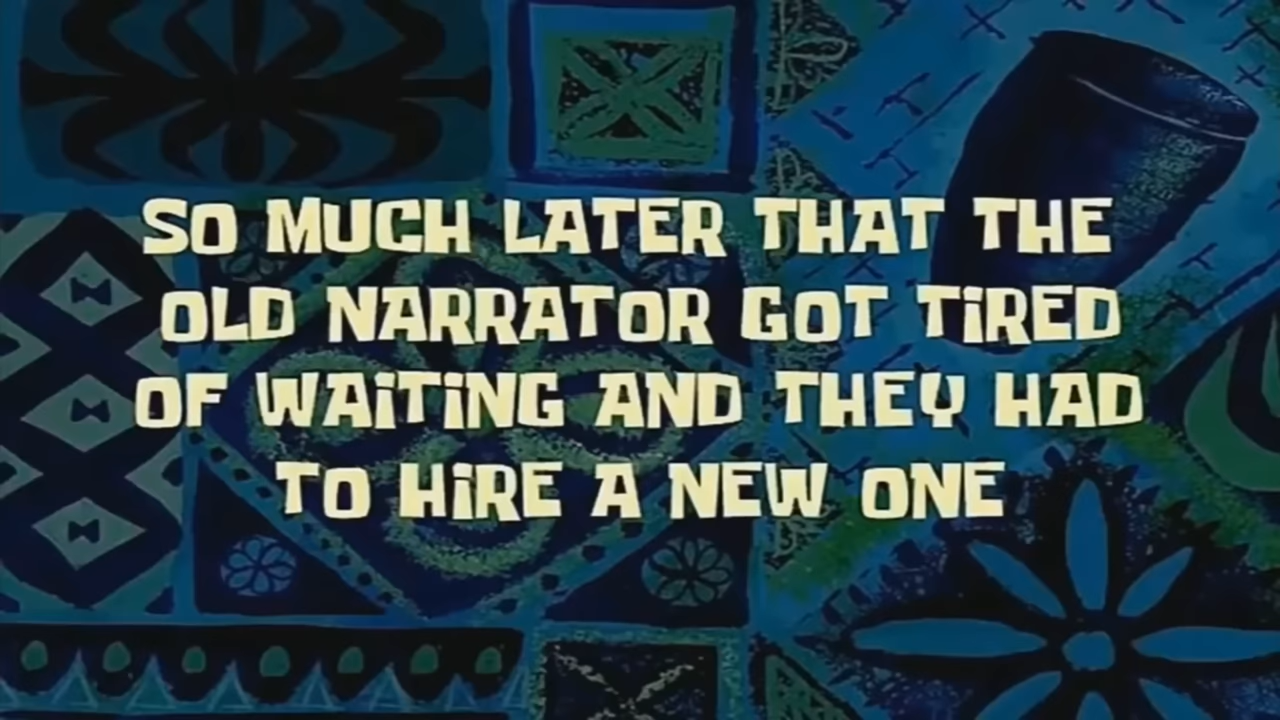 SO MUCH LATER THAT THE
OLD NARRATOR GOT TiRED
OF WAiTiNG AND THEY HAD
TO HiRE A NEW ONE